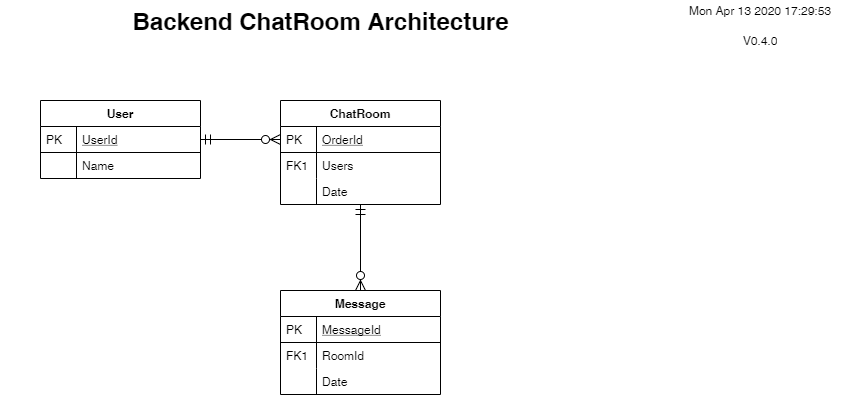 Backend ChatRoom Architecture
Mon Apr 13 2020 17:29:53
V0.4.0
User
PK UserId
Name
ChatRoom
PK OrderId
FK1 Users
Date
Message
PK MessageId
FK1 RoomId
Date